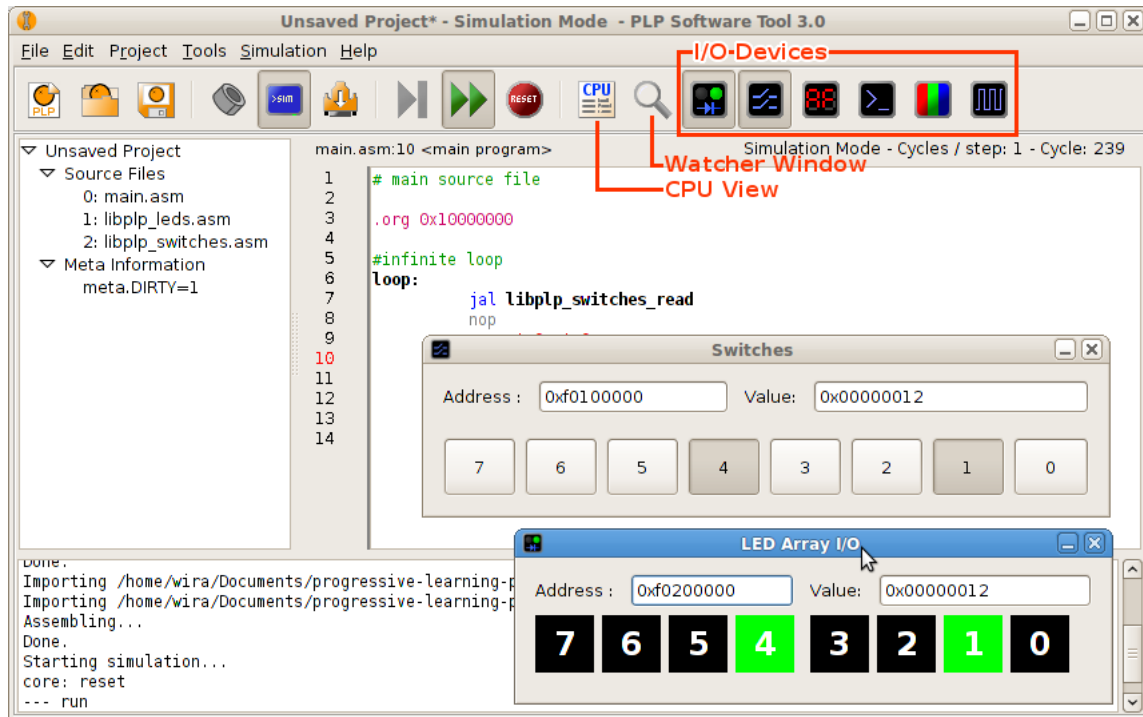 Unsaved Project* - Simulation Mode - PLP Software Tool 3.0
File Edit Project Tools Simulation Help
I/O-Devices
PLP
>SIM
RESET
CPU
88
>_
Unsaved Project
Source Files
0: main.asm
1: libplp_leds.asm
2: libplp_switches.asm
Meta Information
meta.DIRTY=1
main.asm:10 <main program>
Simulation Mode - Cycles / step: 1 - Cycle: 239
Watcher Window
CPU View
1 # main source file
2
3 .org 0x10000000
4
5 #infinite loop
6 loop:
7 jal libplp_switches_read
8 nop
9
10
11
12
13
14
Switches
Address : 0xf0100000 Value: 0x00000012
7 6 5 4 3 2 1 0
LED Array I/O
Address : 0xf0200000 Value: 0x00000012
7 6 5 4 3 2 1 0
Done.
Importing /home/wira/Documents/progressive-learning-p
Importing /home/wira/Documents/progressive-learning-p
Assembling...
Done.
Starting simulation...
core: reset
--- run